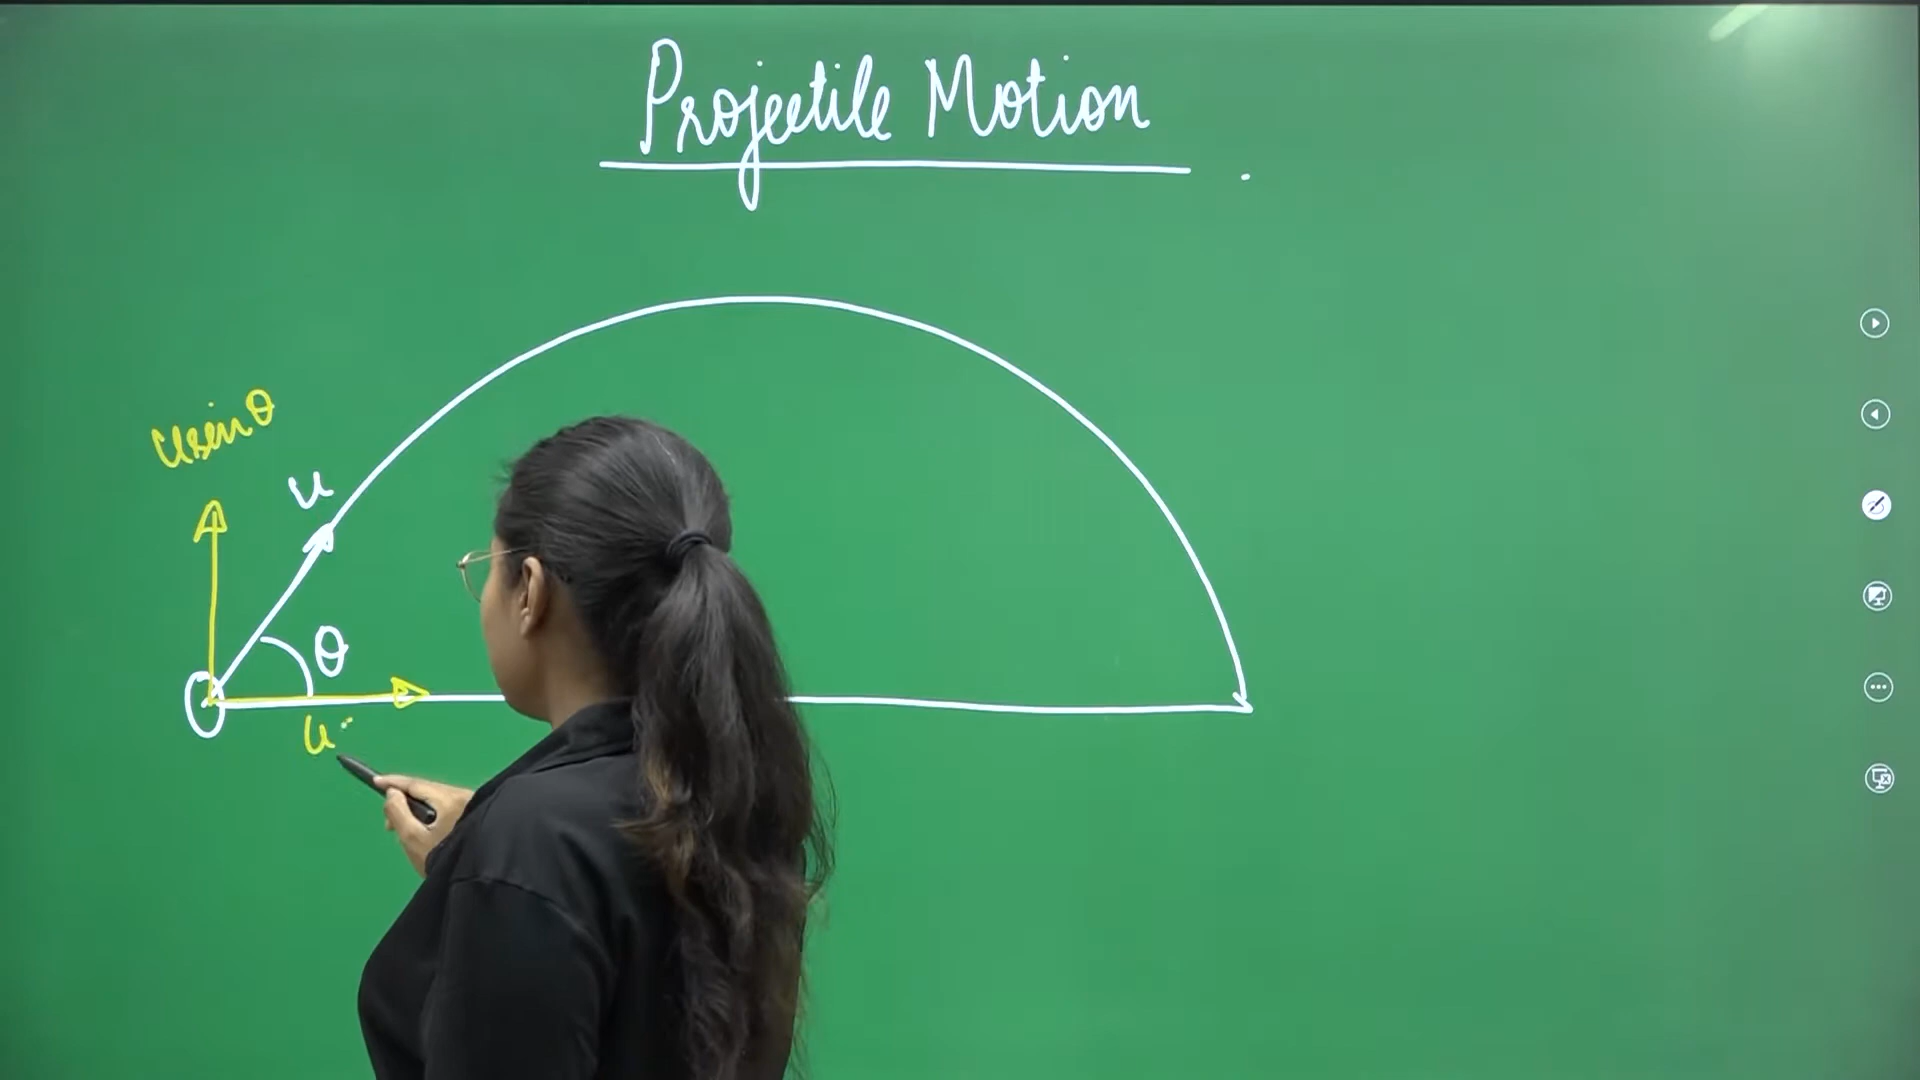 Projectile Motion
usinθ
u
θ
u